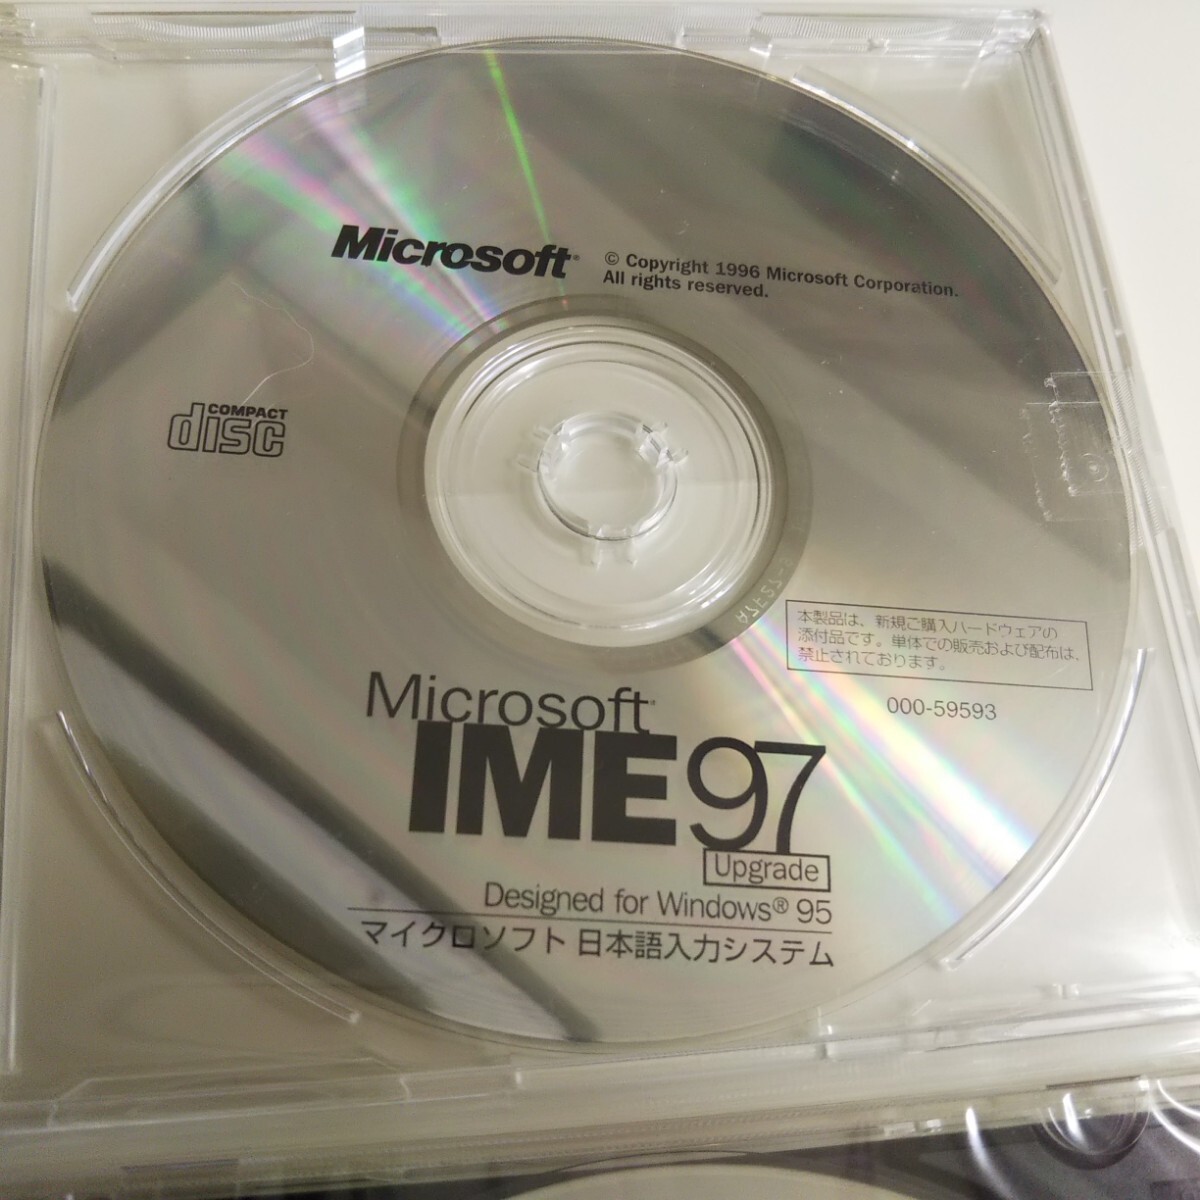 Microsoft
© Copyright 1996 Microsoft Corporation.
All rights reserved.
COMPACT
disc
本製品は、新規ご購入ハードウェアの
添付品です。単体での販売および配布は、
禁止されております。
000-59593
Microsoft
IME97
Upgrade
Designed for Windows® 95
マイクロソフト 日本語入力システム